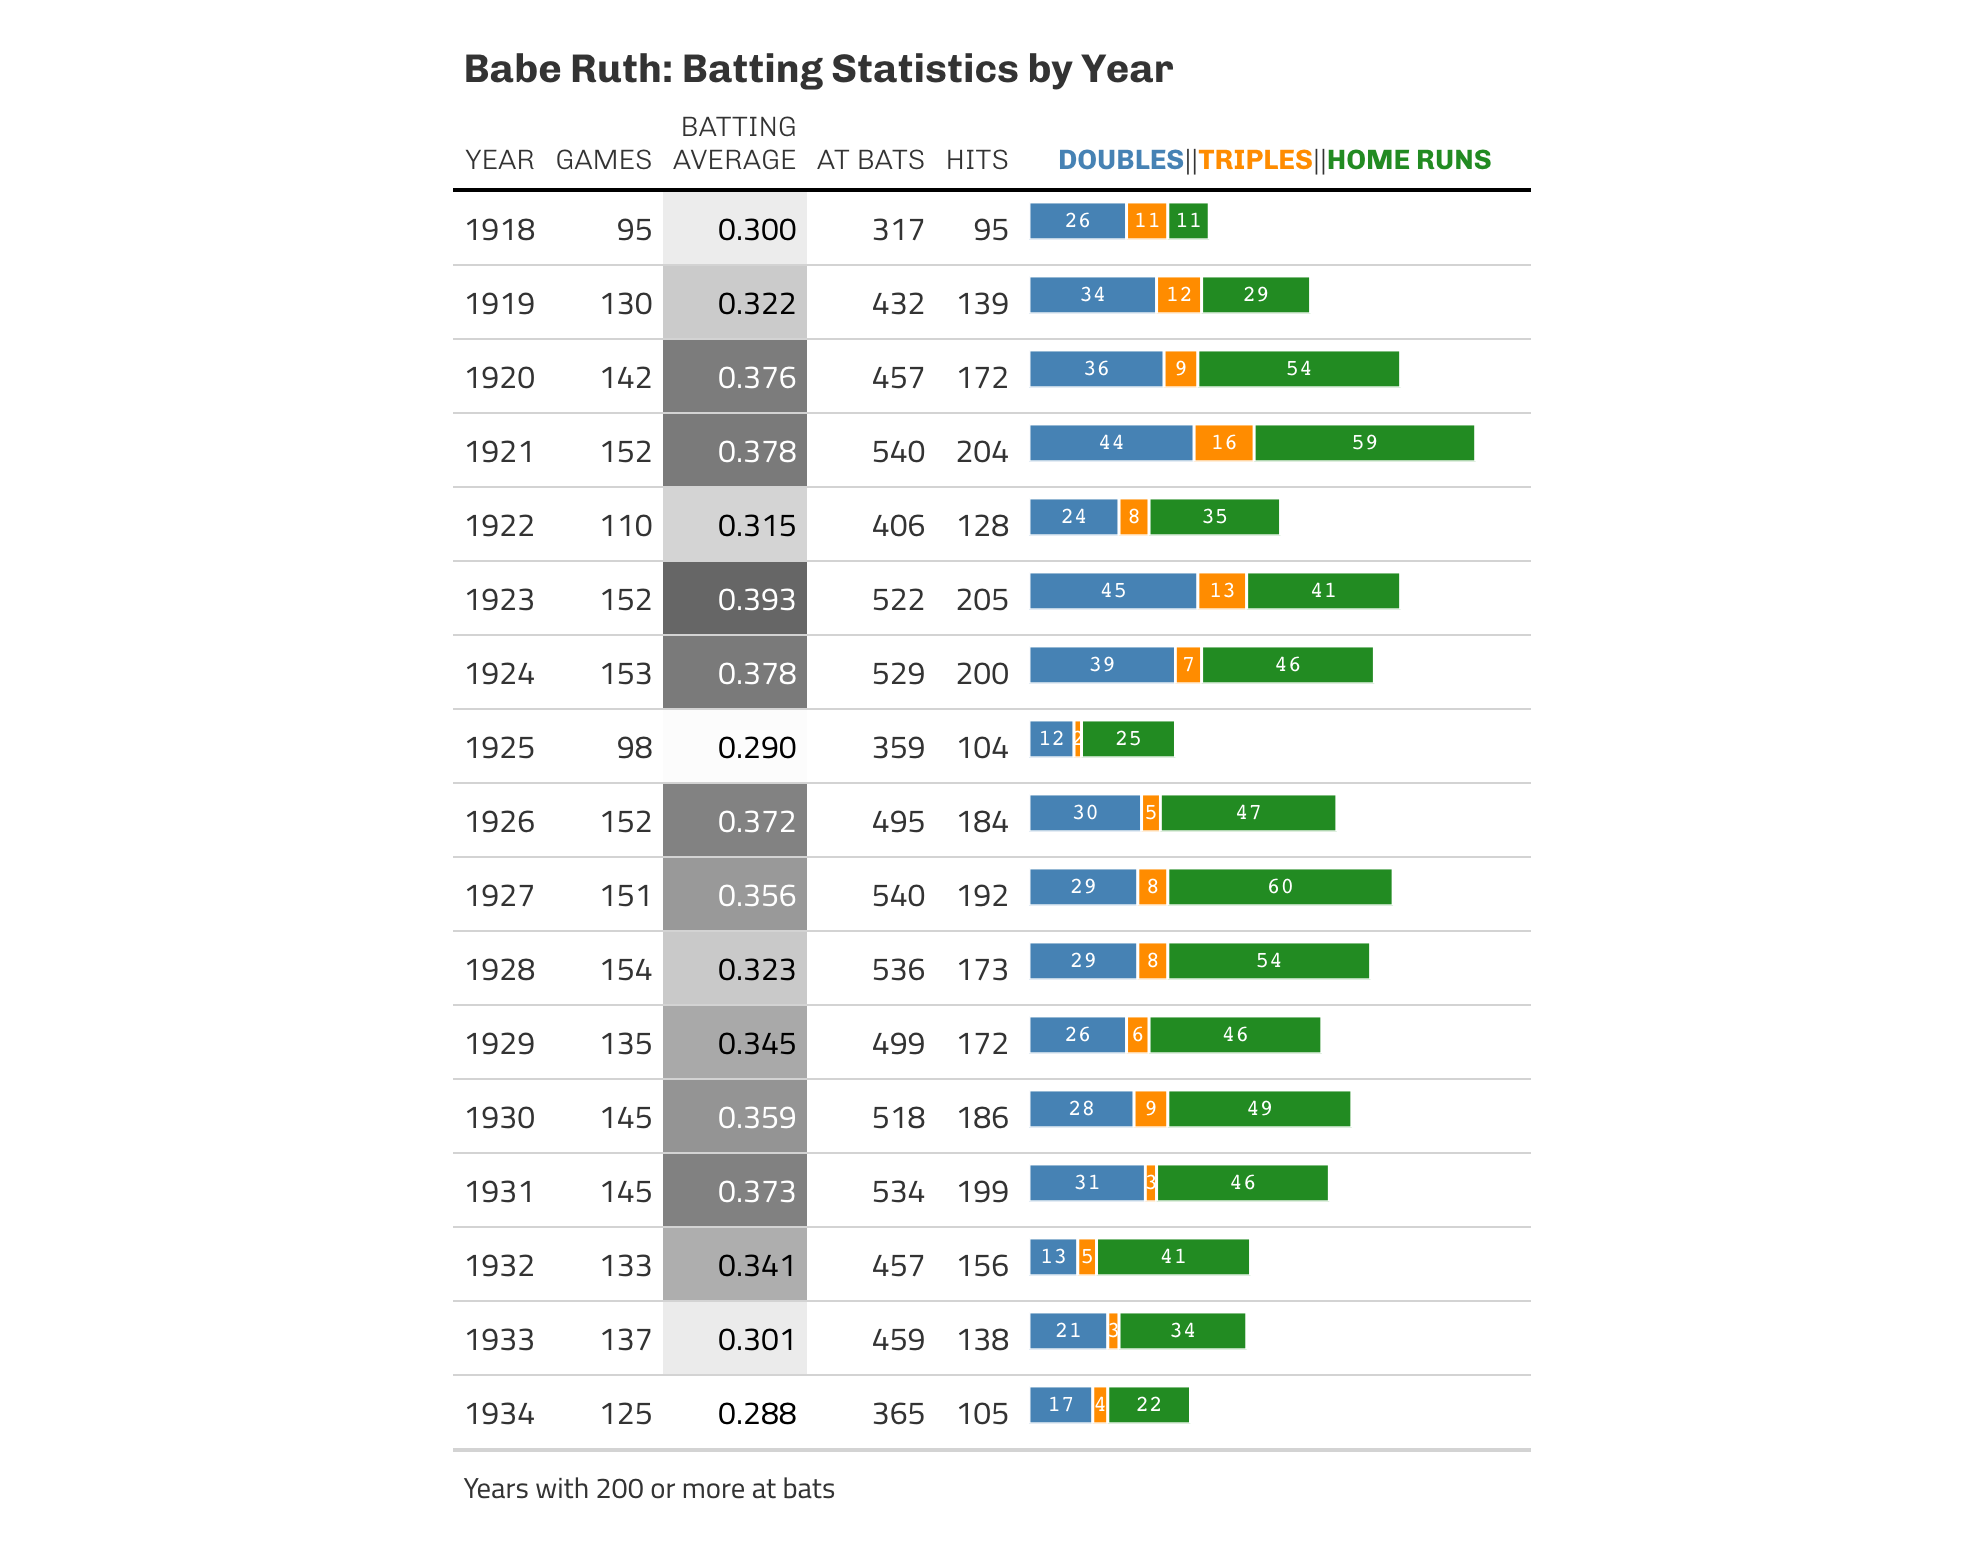 Babe Ruth: Batting Statistics by Year
YEAR GAMES BATTING AVERAGE AT BATS HITS DOUBLES||TRIPLES||HOME RUNS
1918 95 0.300 317 95 26 11 11
1919 130 0.322 432 139 34 12 29
1920 142 0.376 457 172 36 9 54
1921 152 0.378 540 204 44 16 59
1922 110 0.315 406 128 24 8 35
1923 152 0.393 522 205 45 13 41
1924 153 0.378 529 200 39 7 46
1925 98 0.290 359 104 12 2 25
1926 152 0.372 495 184 30 5 47
1927 151 0.356 540 192 29 8 60
1928 154 0.323 536 173 29 8 54
1929 135 0.345 499 172 26 6 46
1930 145 0.359 518 186 28 9 49
1931 145 0.373 534 199 31 3 46
1932 133 0.341 457 156 13 5 41
1933 137 0.301 459 138 21 3 34
1934 125 0.288 365 105 17 4 22
Years with 200 or more at bats